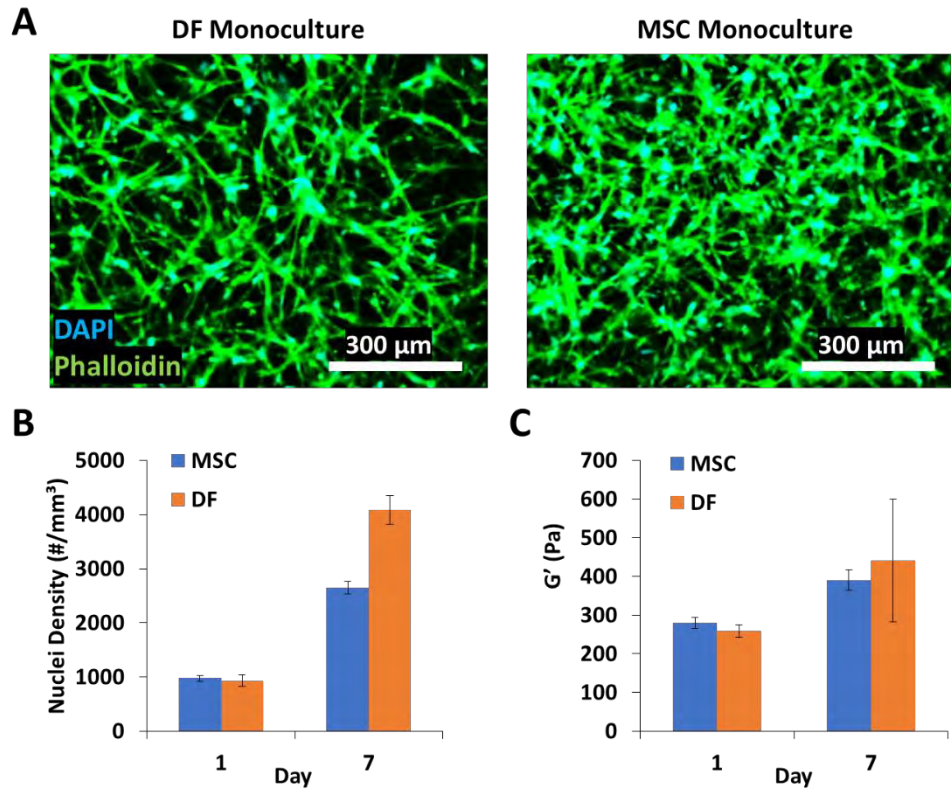 A
DF Monoculture
MSC Monoculture
DAPI
Phalloidin
300 µm
300 µm
B
Nuclei Density (#/mm³)
5000
4000
3000
2000
1000
0
MSC
DF
1
7
Day
C
G’ (Pa)
700
600
500
400
300
200
100
0
MSC
DF
1
7
Day